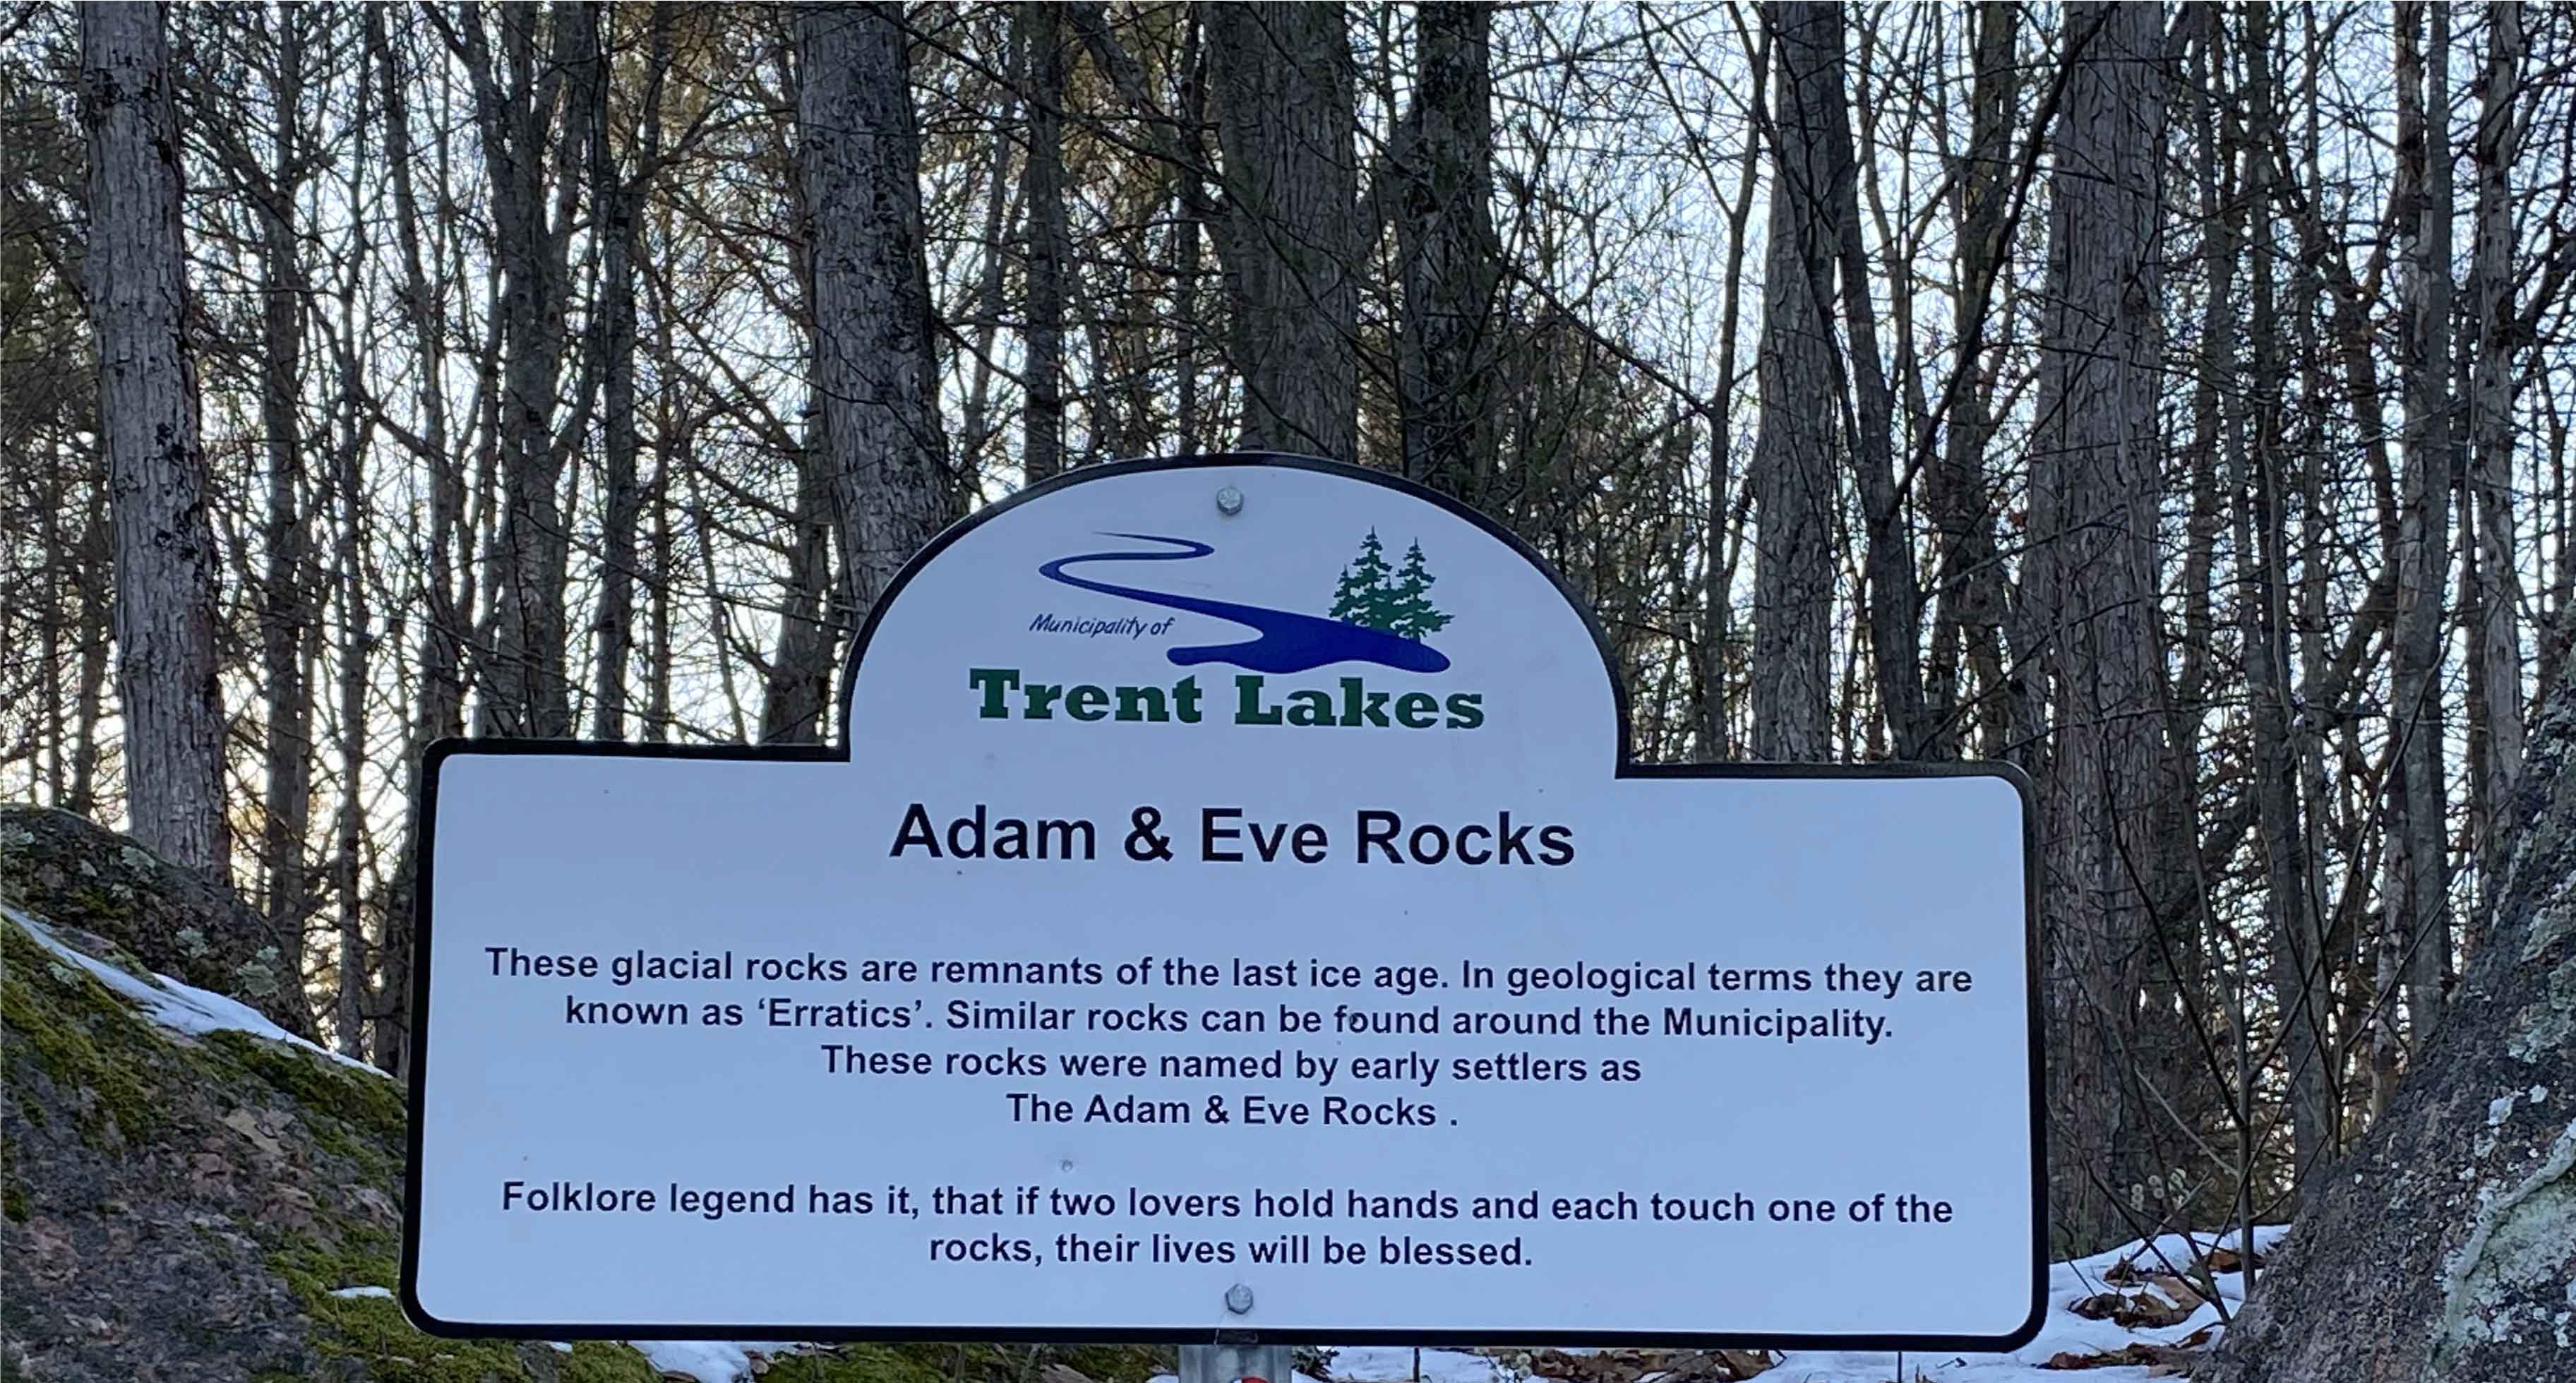 Municipality of
Trent Lakes
Adam & Eve Rocks
These glacial rocks are remnants of the last ice age. In geological terms they are
known as ‘Erratics’. Similar rocks can be found around the Municipality.
These rocks were named by early settlers as
The Adam & Eve Rocks .
Folklore legend has it, that if two lovers hold hands and each touch one of the
rocks, their lives will be blessed.